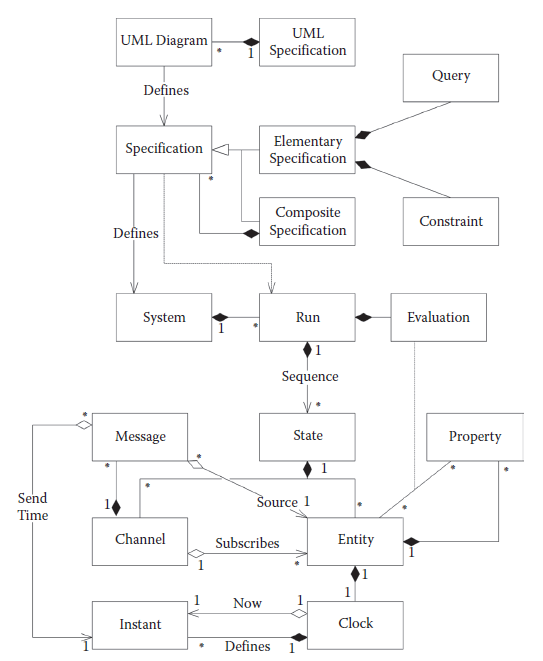 UML Diagram
UML
Specification
*
1
Query
Defines
Specification
Elementary
Specification
*
Composite
Specification
Constraint
Defines
System
Run
Evaluation
1
*
1
Sequence
*
*
Message
State
Property
*
*
1
*
*
*
Send
Time
1
Source 1
*
*
Channel
Subscribes
Entity
1
*
1
1
1
1
Now
1
Instant
Clock
1
*
Defines
1